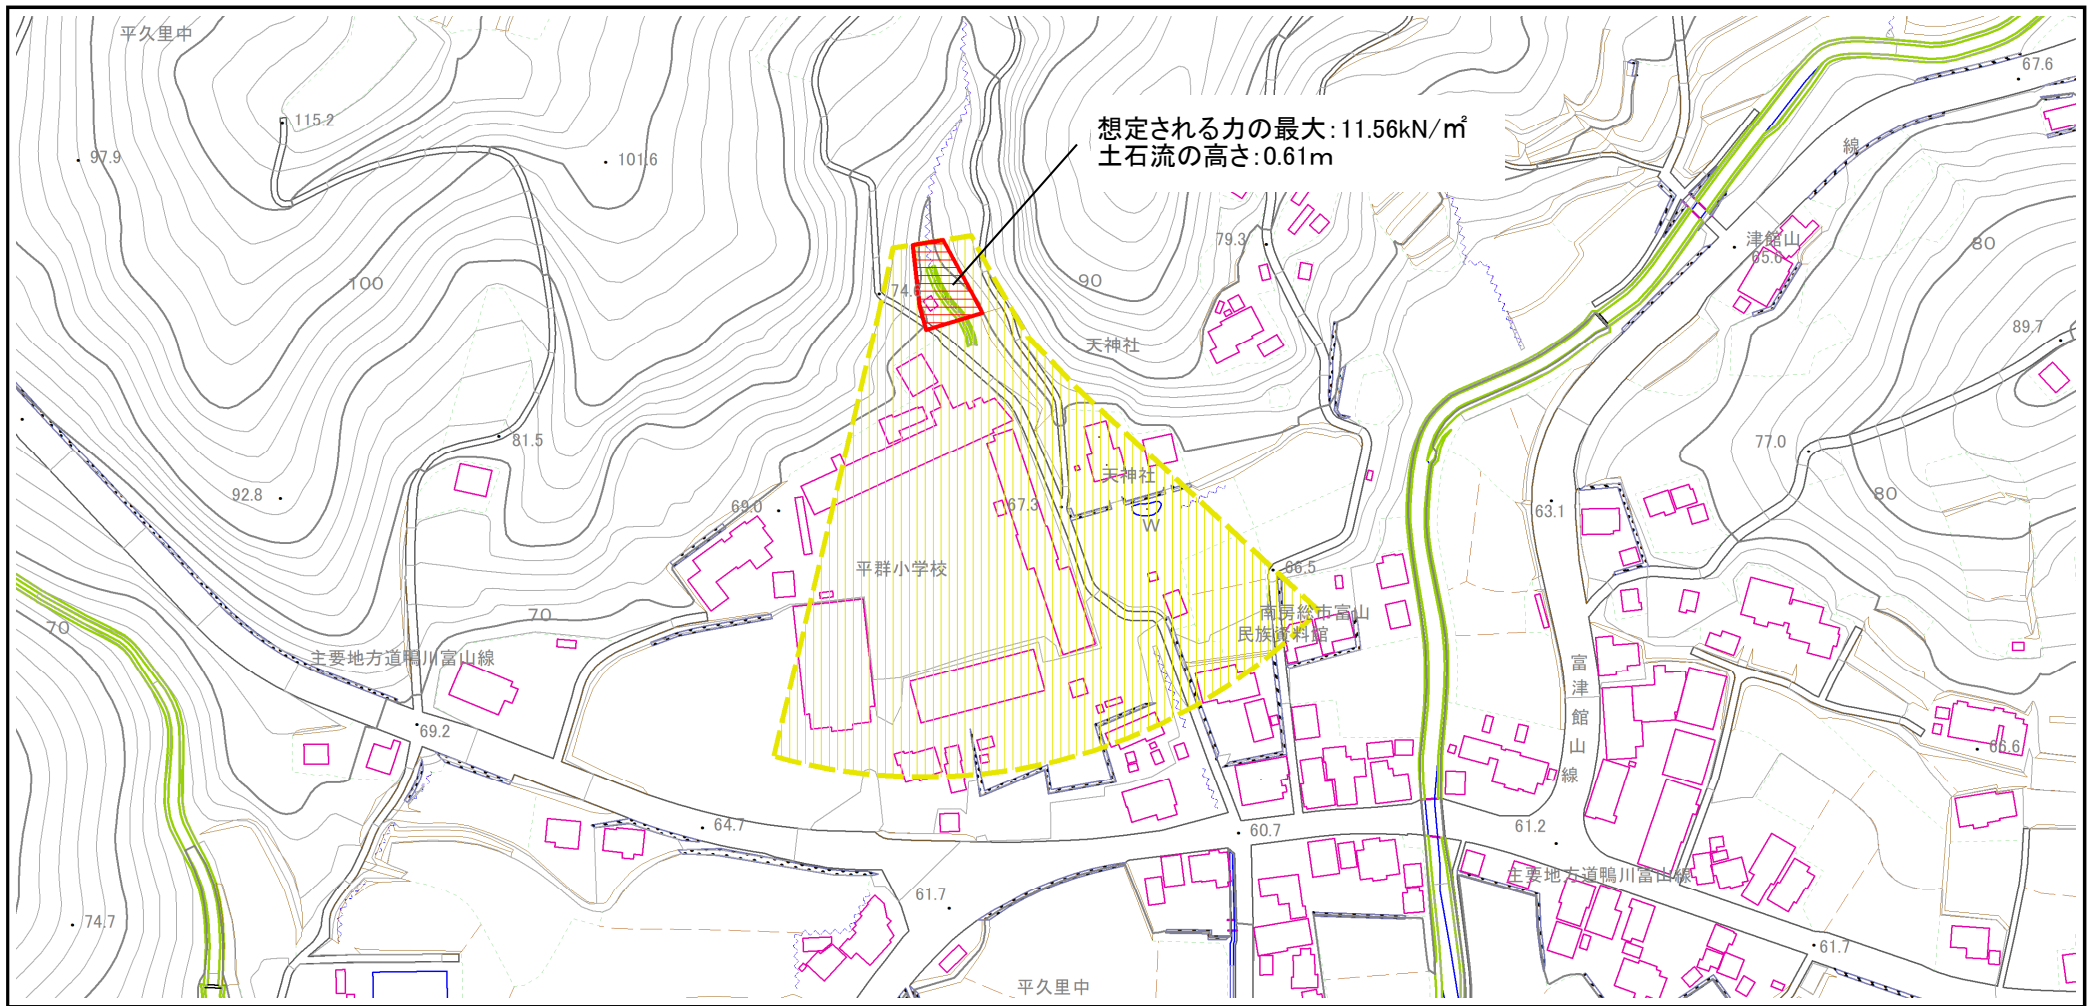 平久里中
67.6
115.2
想定される力の最大:11.56kN/㎡
土石流の高さ:0.61m
97.9
101.6
線
79.3
津館山
65.6
80
100
90
74.6
89.7
天神社
81.5
77.0
天神社
92.8
80
69.0
67.3
63.1
W
平群小学校
66.5
南房総市富山
民族資料館
70
70
主要地方道鴨川富山線
富津館山線
69.2
66.6
64.7
60.7
61.2
主要地方道鴨川富山線
61.7
74.7
61.7
平久里中